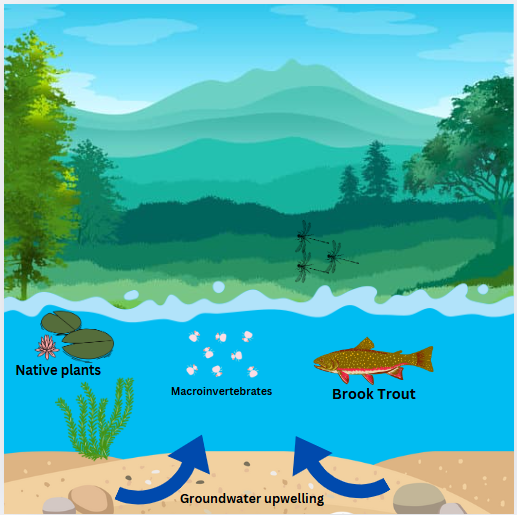 Native plants
Macroinvertebrates
Brook Trout
Groundwater upwelling